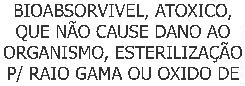 BIOABSORVIVEL, ATOXICO,
QUE NÃO CAUSE DANO AO
ORGANISMO, ESTERILIZAÇÃO
P/ RAIO GAMA OU OXIDO DE